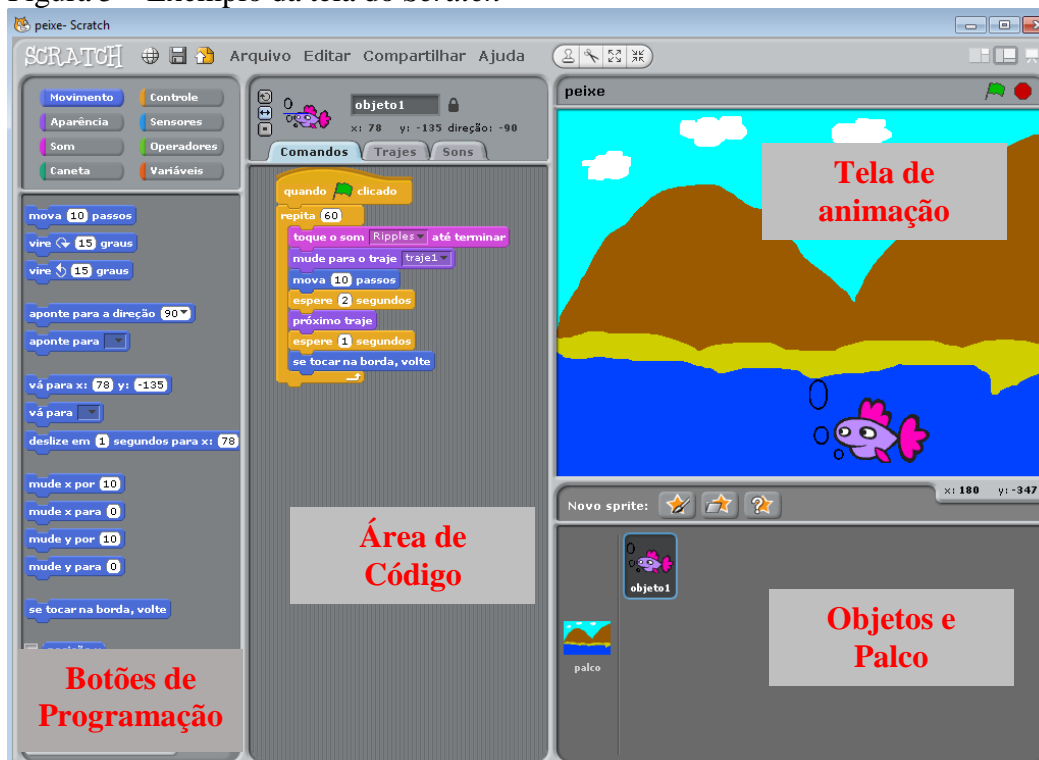 peixe- Scratch
SCRATCH Arquivo Editar Compartilhar Ajuda
Movimento Controle
Aparência Sensores
Som Operadores
Caneta Variáveis
mova 10 passos
vire 15 graus
vire 15 graus
aponte para a direção 90
aponte para
vá para x: 78 y: -135
vá para
deslize em 1 segundos para x: 78
mude x por 10
mude x para 0
mude y por 10
mude y para 0
se tocar na borda, volte
Botões de
Programação
objeto1
x: 78 y: -135 direção: -90
Comandos Trajes Sons
quando clicado
repita 60
toque o som Ripples até terminar
mude para o traje traje1
mova 10 passos
espere 2 segundos
próximo traje
espere 1 segundos
se tocar na borda, volte
Área de
Código
peixe
Tela de
animação
x: 180 y: -347
Novo sprite:
objeto1
palco
Objetos e
Palco